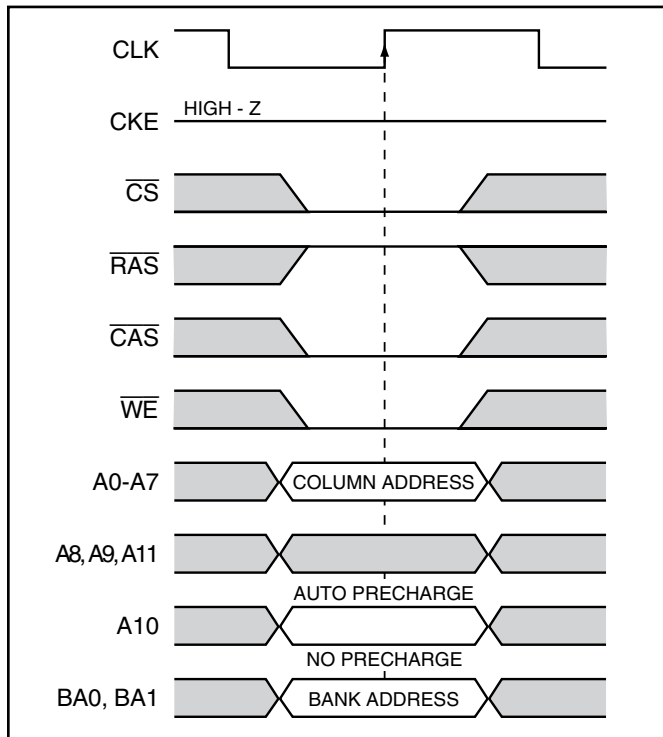 CLK
CKE HIGH - Z
CS
RAS
CAS
WE
A0-A7 COLUMN ADDRESS
A8, A9, A11
AUTO PRECHARGE
A10
NO PRECHARGE
BA0, BA1 BANK ADDRESS